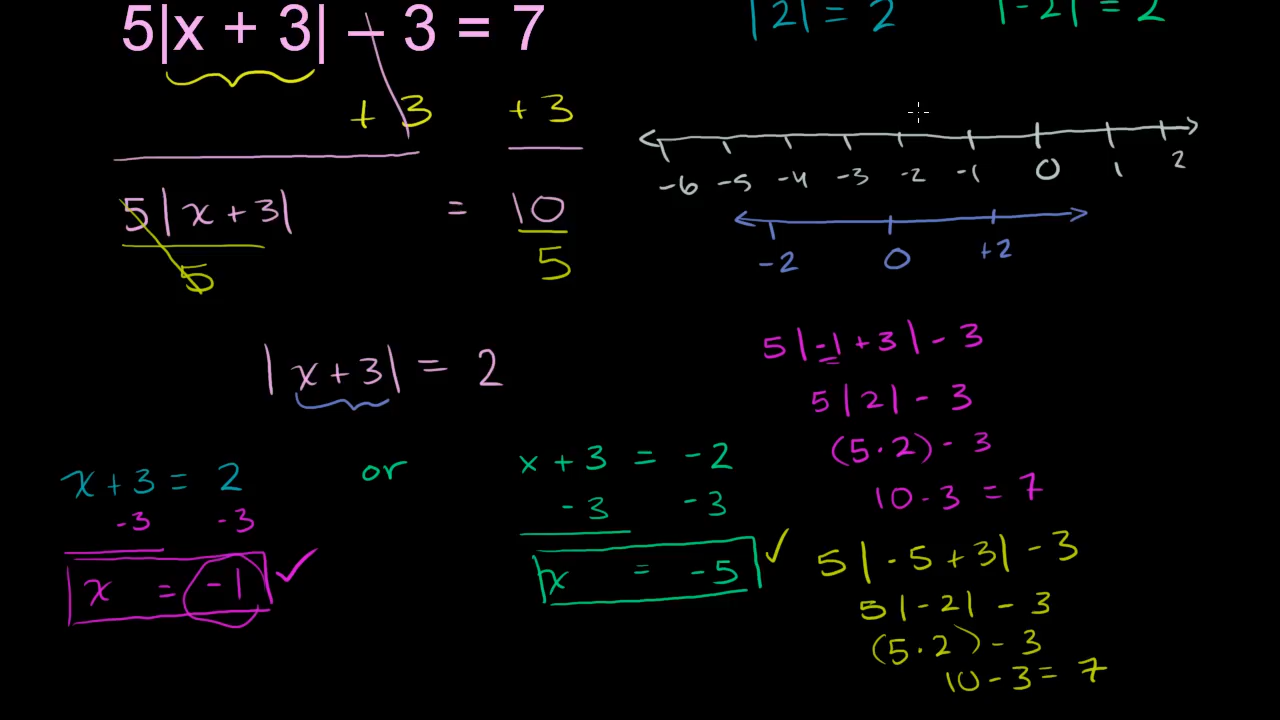 5|x + 3| - 3 = 7
|2| = 2
|-2| = 2
+ 3 + 3
5|x+3| = 10
5 5
|x+3| = 2
x+3 = 2 or x+3 = -2
-3 -3 -3 -3
x = -1 ✓ x = -5 ✓
-6 -5 -4 -3 -2 -1 0 1 2
-2 0 +2
5|-1+3| - 3
5|2| - 3
(5·2) - 3
10-3 = 7
5|-5+3| - 3
5|-2| - 3
(5·2) - 3
10-3 = 7